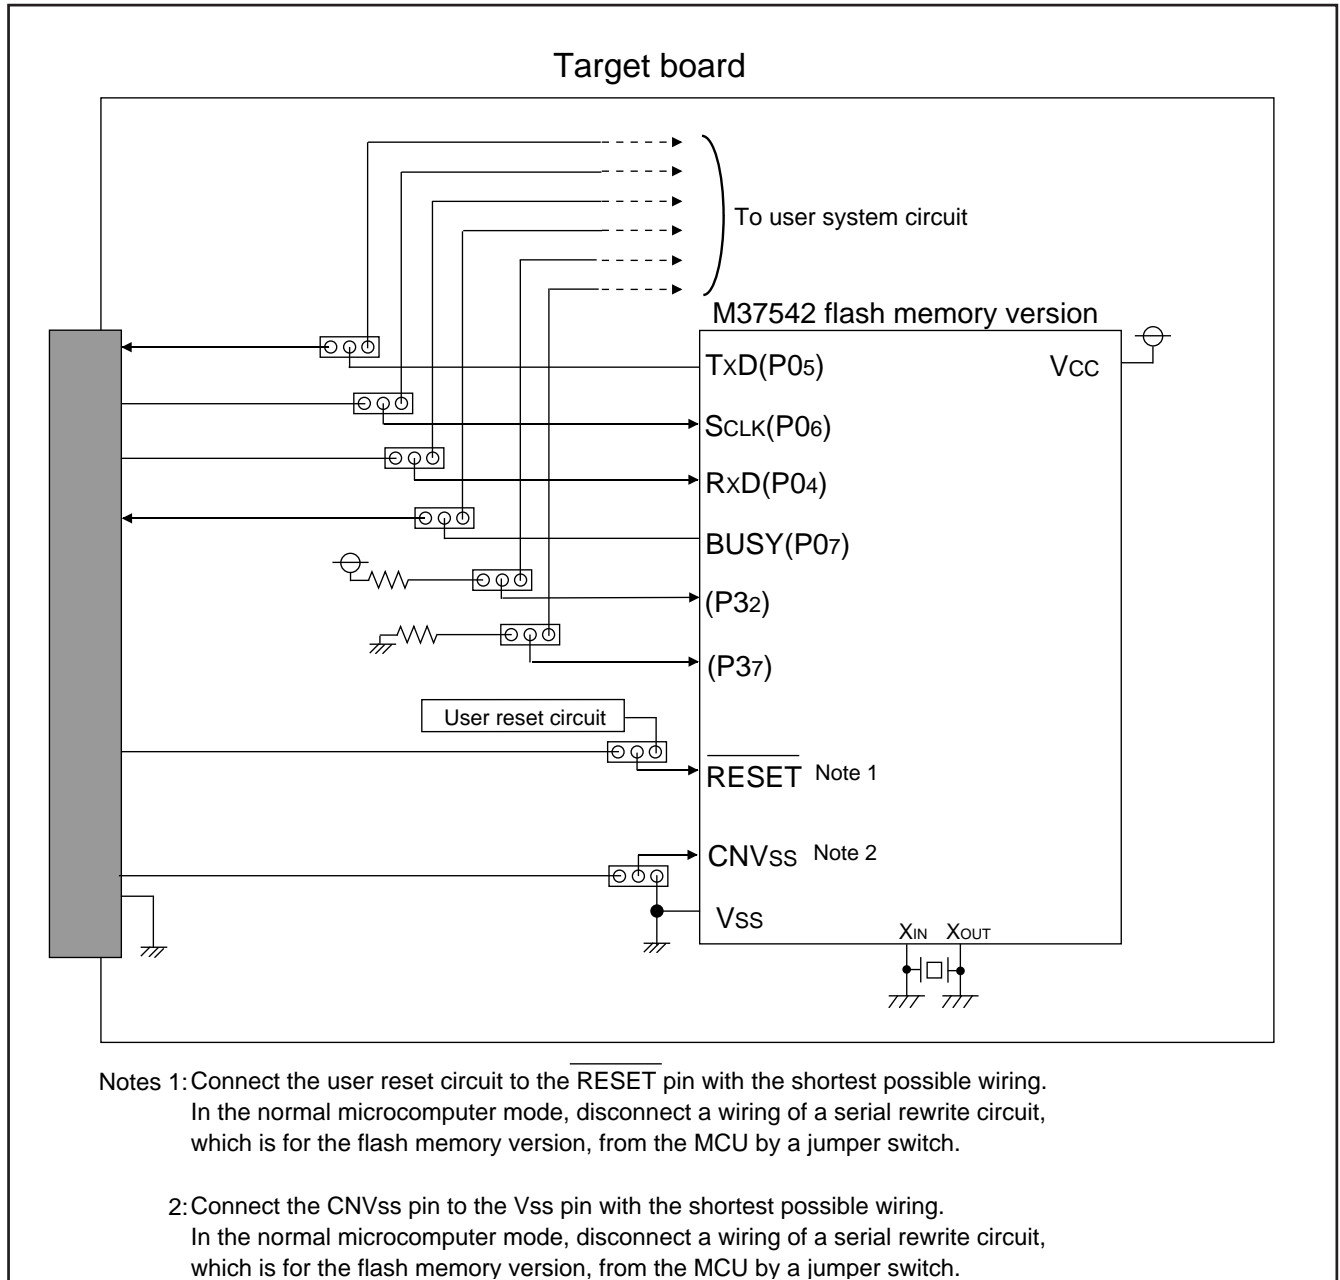 Target board
To user system circuit
M37542 flash memory version
TxD(P05)
VCC
SCLK(P06)
RxD(P04)
BUSY(P07)
(P32)
(P37)
User reset circuit
RESET Note 1
CNVss Note 2
Vss
XIN XOUT
Notes 1: Connect the user reset circuit to the RESET pin with the shortest possible wiring.
In the normal microcomputer mode, disconnect a wiring of a serial rewrite circuit,
which is for the flash memory version, from the MCU by a jumper switch.
2: Connect the CNVss pin to the Vss pin with the shortest possible wiring.
In the normal microcomputer mode, disconnect a wiring of a serial rewrite circuit,
which is for the flash memory version, from the MCU by a jumper switch.